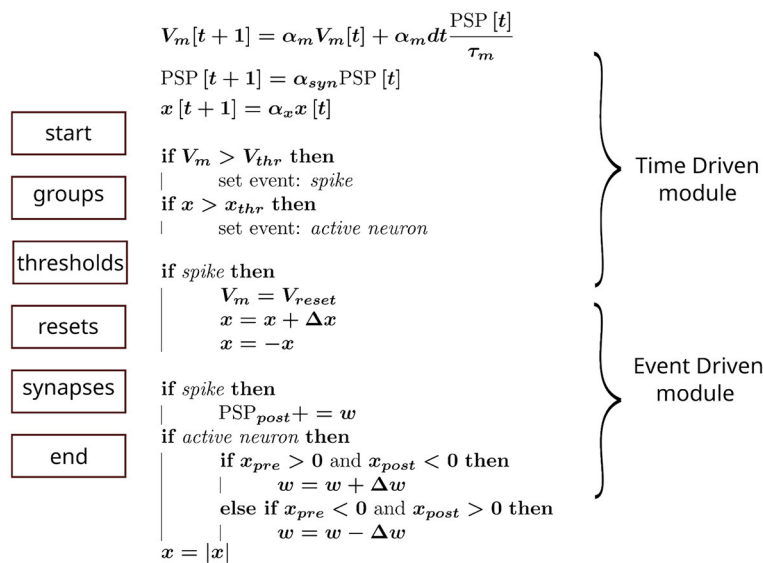 V_m[t + 1] = α_m V_m[t] + α_m dt PSP [t] / τ_m
PSP [t + 1] = α_syn PSP [t]
x [t + 1] = α_x x [t]
start
groups
thresholds
resets
synapses
end
if V_m > V_thr then
set event: spike
if x > x_thr then
set event: active neuron
if spike then
V_m = V_reset
x = x + Δx
x = −x
if spike then
PSP_post + = w
if active neuron then
if x_pre > 0 and x_post < 0 then
w = w + Δw
else if x_pre < 0 and x_post > 0 then
w = w − Δw
x = |x|
Time Driven
module
Event Driven
module